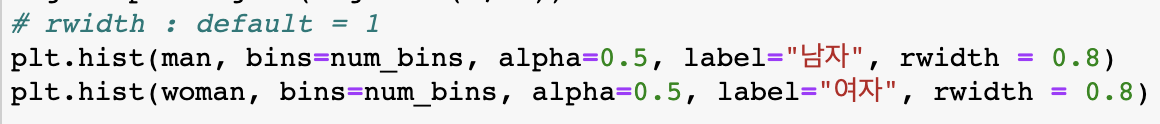 # rwidth : default = 1
plt.hist(man, bins=num_bins, alpha=0.5, label="남자", rwidth = 0.8)
plt.hist(woman, bins=num_bins, alpha=0.5, label="여자", rwidth = 0.8)